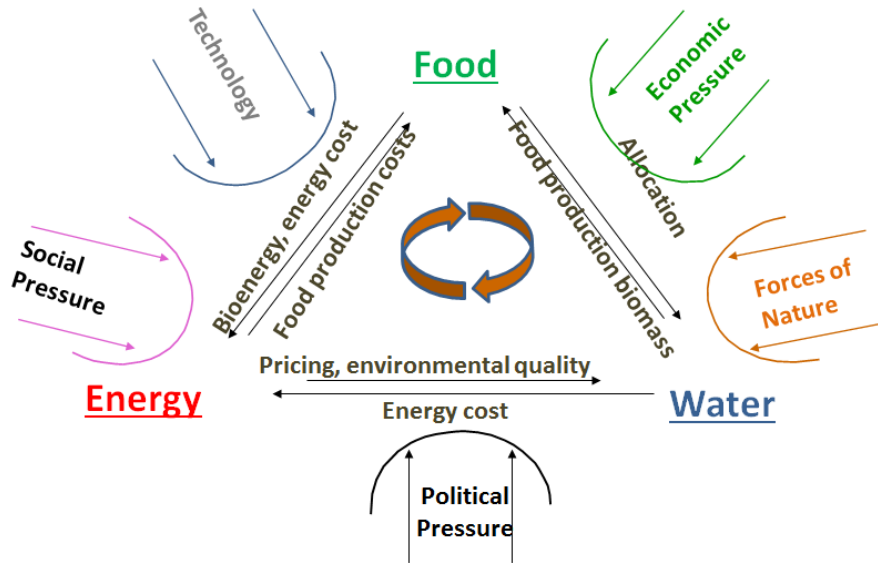 Technology
Food
Economic
Pressure
Bioenergy, energy cost
Food production costs
Food production biomass
Allocation
Social
Pressure
Forces of
Nature
Pricing, environmental quality
Energy
Water
Energy cost
Political
Pressure